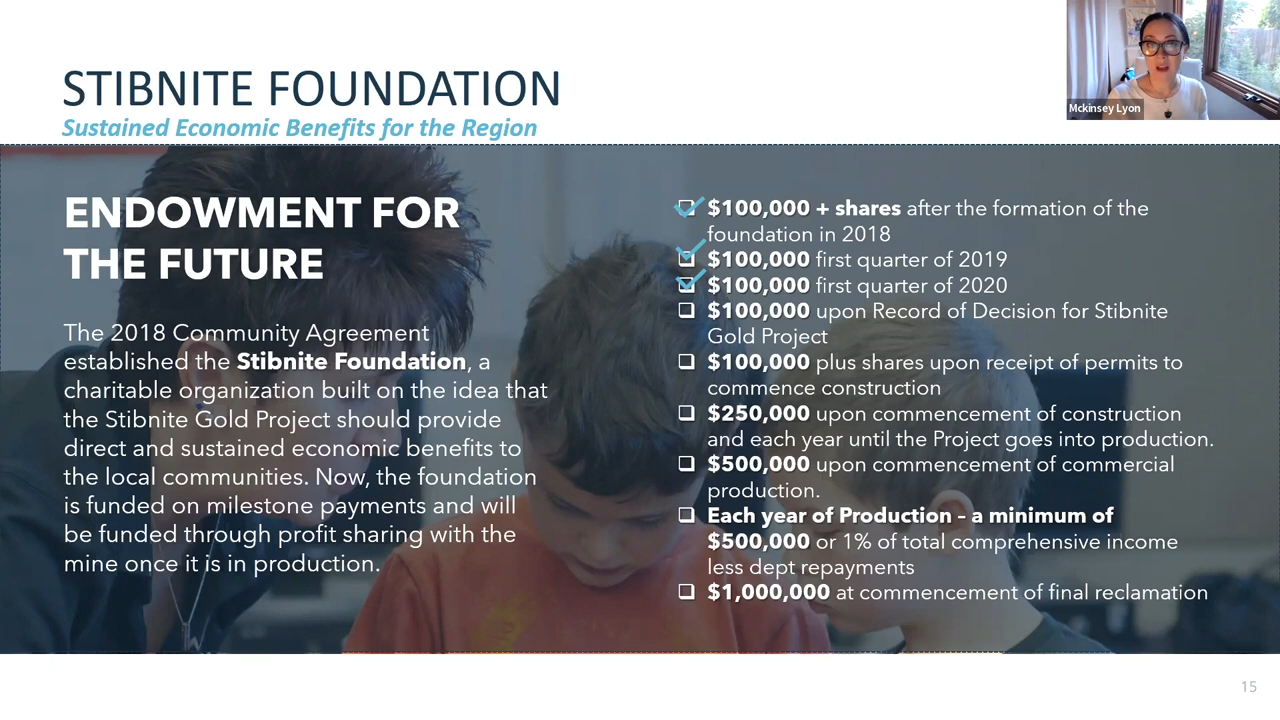 STIBNITE FOUNDATION
Sustained Economic Benefits for the Region
Mckinsey Lyon
ENDOWMENT FOR
THE FUTURE
The 2018 Community Agreement
established the Stibnite Foundation, a
charitable organization built on the idea that
the Stibnite Gold Project should provide
direct and sustained economic benefits to
the local communities. Now, the foundation
is funded on milestone payments and will
be funded through profit sharing with the
mine once it is in production.
$100,000 + shares after the formation of the
foundation in 2018
$100,000 first quarter of 2019
$100,000 first quarter of 2020
$100,000 upon Record of Decision for Stibnite
Gold Project
$100,000 plus shares upon receipt of permits to
commence construction
$250,000 upon commencement of construction
and each year until the Project goes into production.
$500,000 upon commencement of commercial
production.
Each year of Production – a minimum of
$500,000 or 1% of total comprehensive income
less dept repayments
$1,000,000 at commencement of final reclamation
15